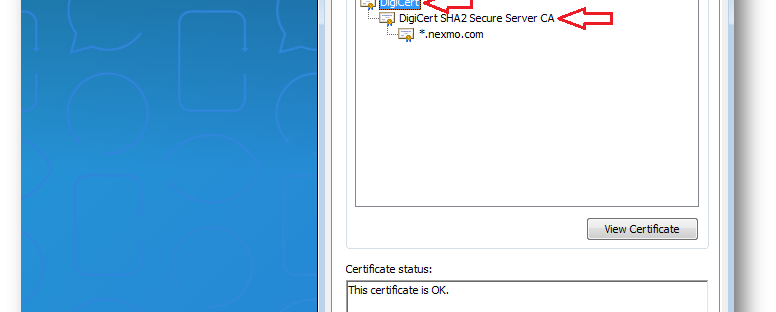 DigiCert
DigiCert SHA2 Secure Server CA
*.nexmo.com
View Certificate
Certificate status:
This certificate is OK.